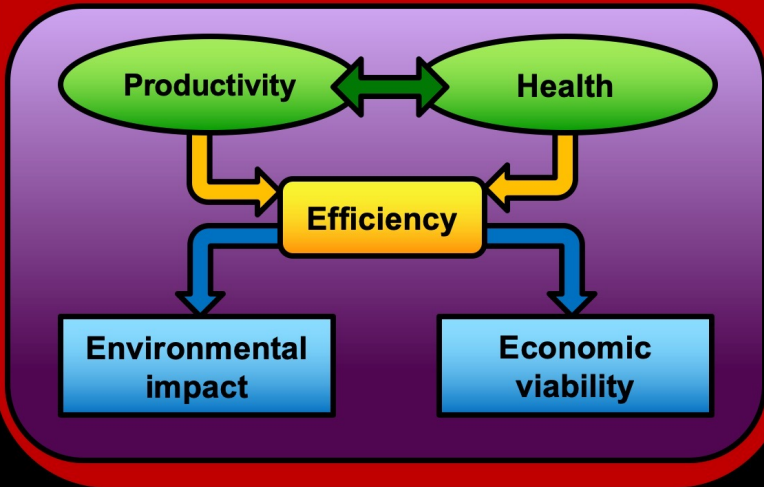 Productivity
Health
Efficiency
Environmental
impact
Economic
viability